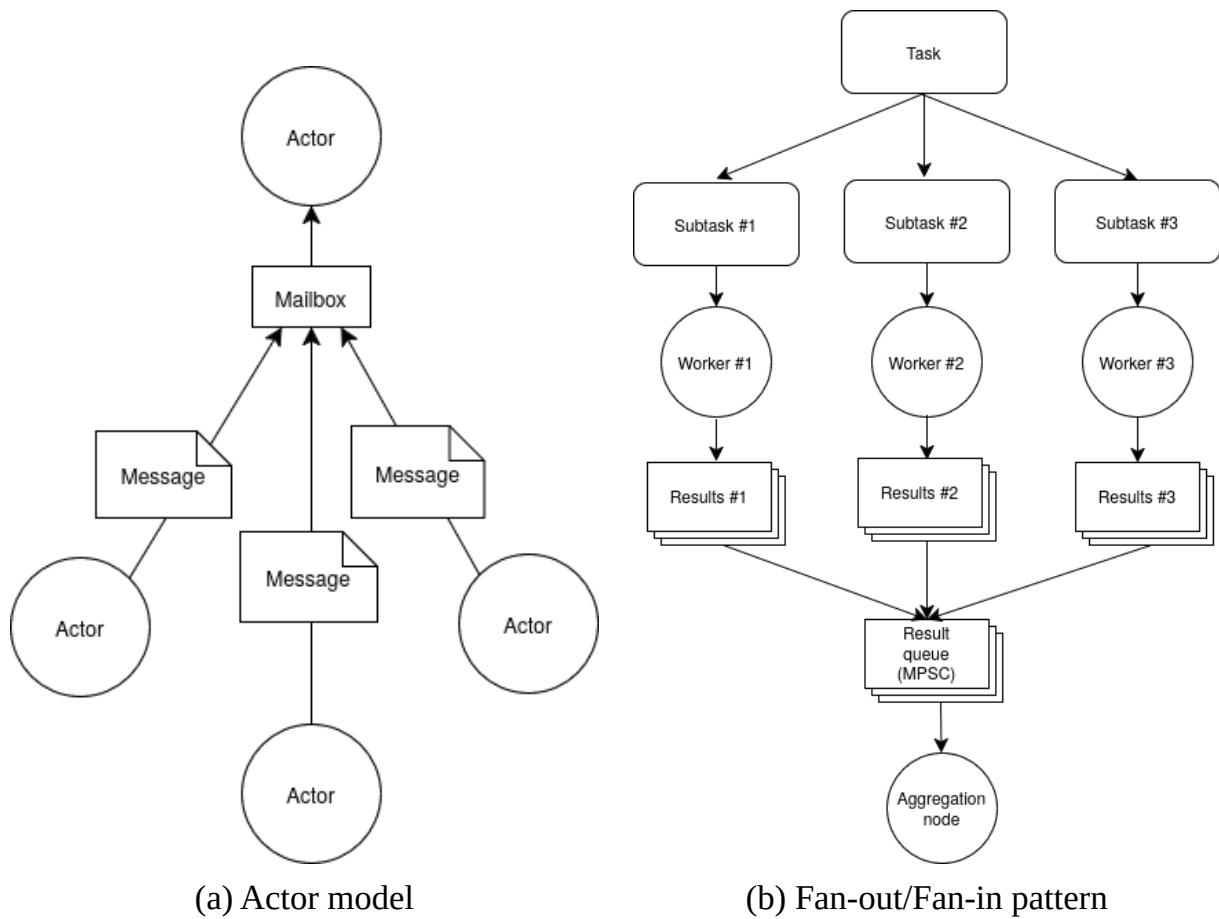 Actor
Mailbox
Message
Message
Message
Actor
Actor
Actor
(a) Actor model
Task
Subtask #1
Subtask #2
Subtask #3
Worker #1
Worker #2
Worker #3
Results #1
Results #2
Results #3
Result
queue
(MPSC)
Aggregation
node
(b) Fan-out/Fan-in pattern